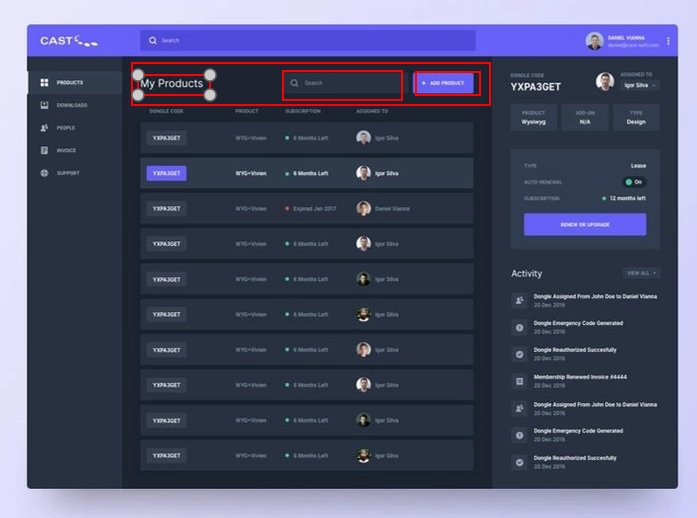 CAST
Search
DANIEL VIANNA
daniel@cast-soft.com
PRODUCTS
DOWNLOADS
PEOPLE
INVOICE
SUPPORT
My Products
Search
+ ADD PRODUCT
DONGLE CODE PRODUCT SUBSCRIPTION ASSIGNED TO
YXPA3GET WYG+Vivien 6 Months Left Igor Silva
YXPA3GET WYG+Vivien 6 Months Left Igor Silva
YXPA3GET WYG+Vivien Expired Jan 2017 Daniel Vianna
YXPA3GET WYG+Vivien 6 Months Left Igor Silva
YXPA3GET WYG+Vivien 6 Months Left Igor Silva
YXPA3GET WYG+Vivien 6 Months Left Igor Silva
YXPA3GET WYG+Vivien 6 Months Left Igor Silva
YXPA3GET WYG+Vivien 6 Months Left Igor Silva
YXPA3GET WYG+Vivien 6 Months Left Igor Silva
YXPA3GET WYG+Vivien 6 Months Left Igor Silva
DONGLE CODE
YXPA3GET
ASSIGNED TO
Igor Silva
PRODUCT
Wysiwyg
ADD-ON
N/A
TYPE
Design
TYPE Lease
AUTO-RENEWAL On
SUBSCRIPTION 12 months left
RENEW OR UPGRADE
Activity
VIEW ALL
Dongle Assigned From John Doe to Daniel Vianna
20 Dec 2016
Dongle Emergency Code Generated
20 Dec 2016
Dongle Reauthorized Succesfully
20 Dec 2016
Membership Renewed Invoice #4444
20 Dec 2016
Dongle Assigned From John Doe to Daniel Vianna
20 Dec 2016
Dongle Emergency Code Generated
20 Dec 2016
Dongle Reauthorized Succesfully
20 Dec 2016